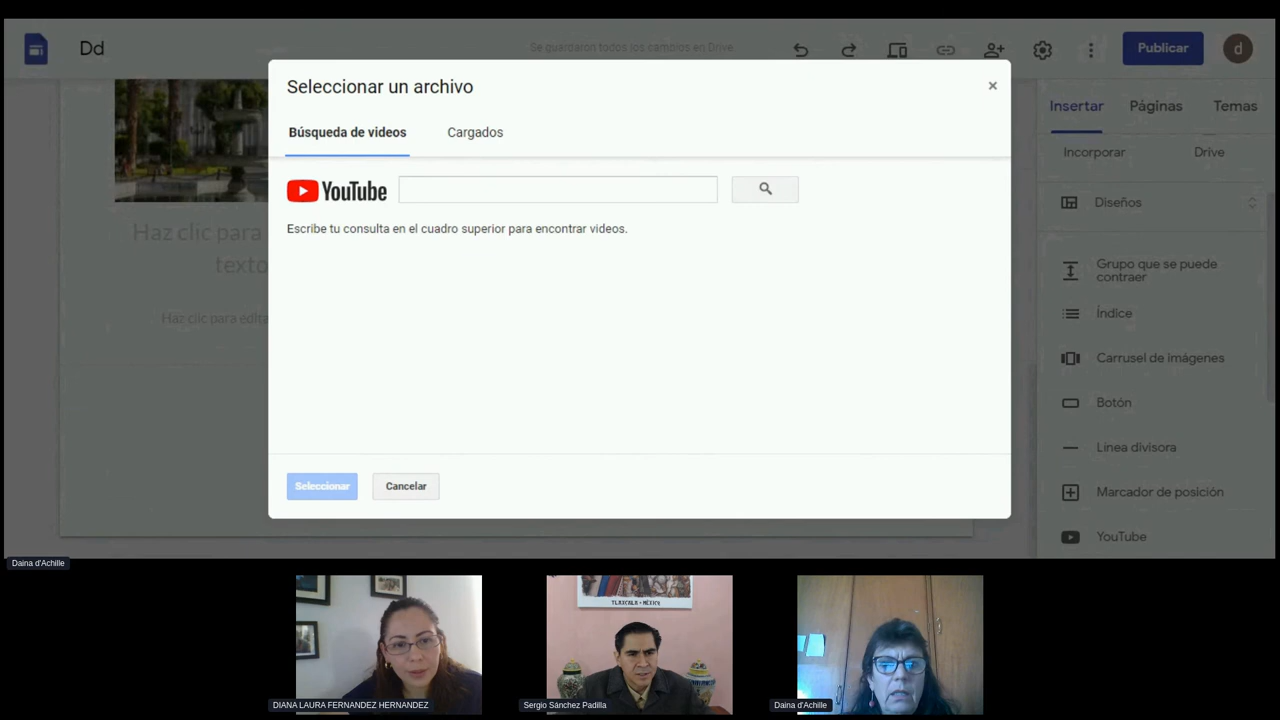 Dd
Se guardaron todos los cambios en Drive.
Publicar
d
Seleccionar un archivo
×
Búsqueda de videos
Cargados
YouTube
Escribe tu consulta en el cuadro superior para encontrar videos.
Seleccionar
Cancelar
Haz clic para
texto
Haz clic para edita
Insertar
Páginas
Temas
Incorporar
Drive
Diseños
Grupo que se puede
contraer
Índice
Carrusel de imágenes
Botón
Línea divisora
Marcador de posición
YouTube
Daina d'Achille
TLAXCALA • MÉXICO
DIANA LAURA FERNANDEZ HERNANDEZ
Sergio Sánchez Padilla
Daina d'Achille